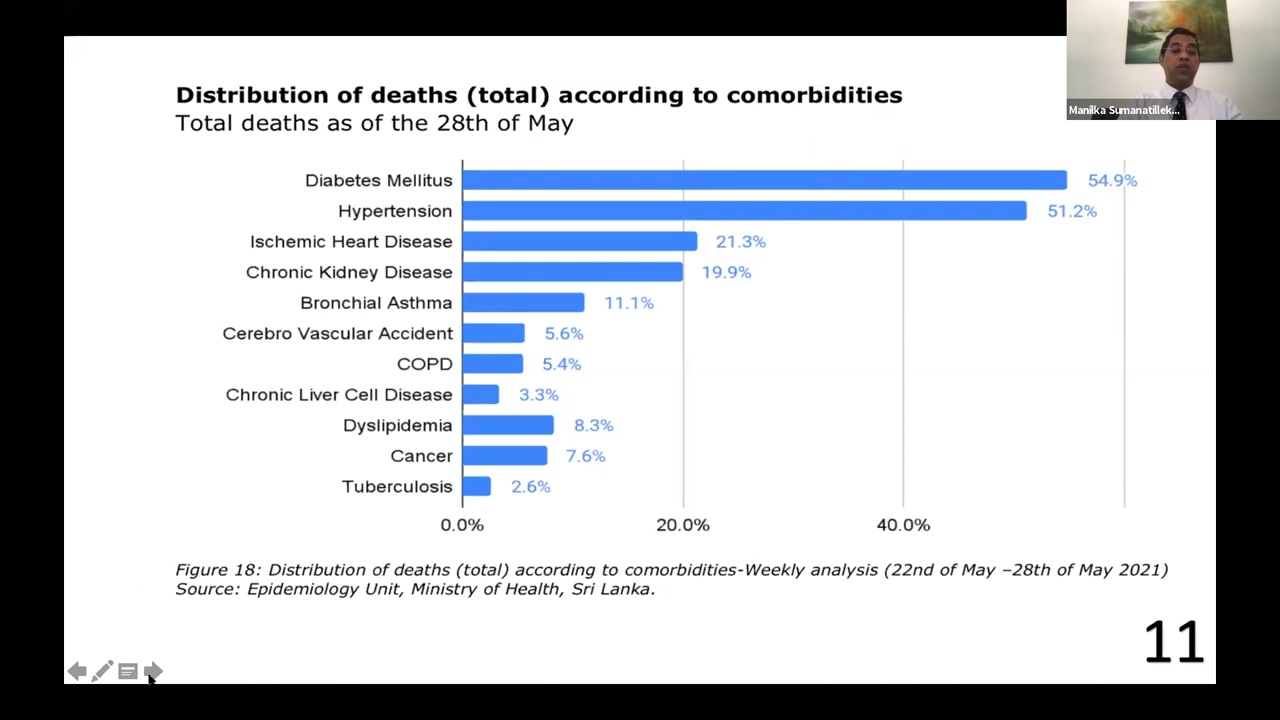 Distribution of deaths (total) according to comorbidities
Total deaths as of the 28th of May
Manilka Sumanatillek...
Diabetes Mellitus 54.9%
Hypertension 51.2%
Ischemic Heart Disease 21.3%
Chronic Kidney Disease 19.9%
Bronchial Asthma 11.1%
Cerebro Vascular Accident 5.6%
COPD 5.4%
Chronic Liver Cell Disease 3.3%
Dyslipidemia 8.3%
Cancer 7.6%
Tuberculosis 2.6%
0.0% 20.0% 40.0%
Figure 18: Distribution of deaths (total) according to comorbidities-Weekly analysis (22nd of May –28th of May 2021)
Source: Epidemiology Unit, Ministry of Health, Sri Lanka.
11